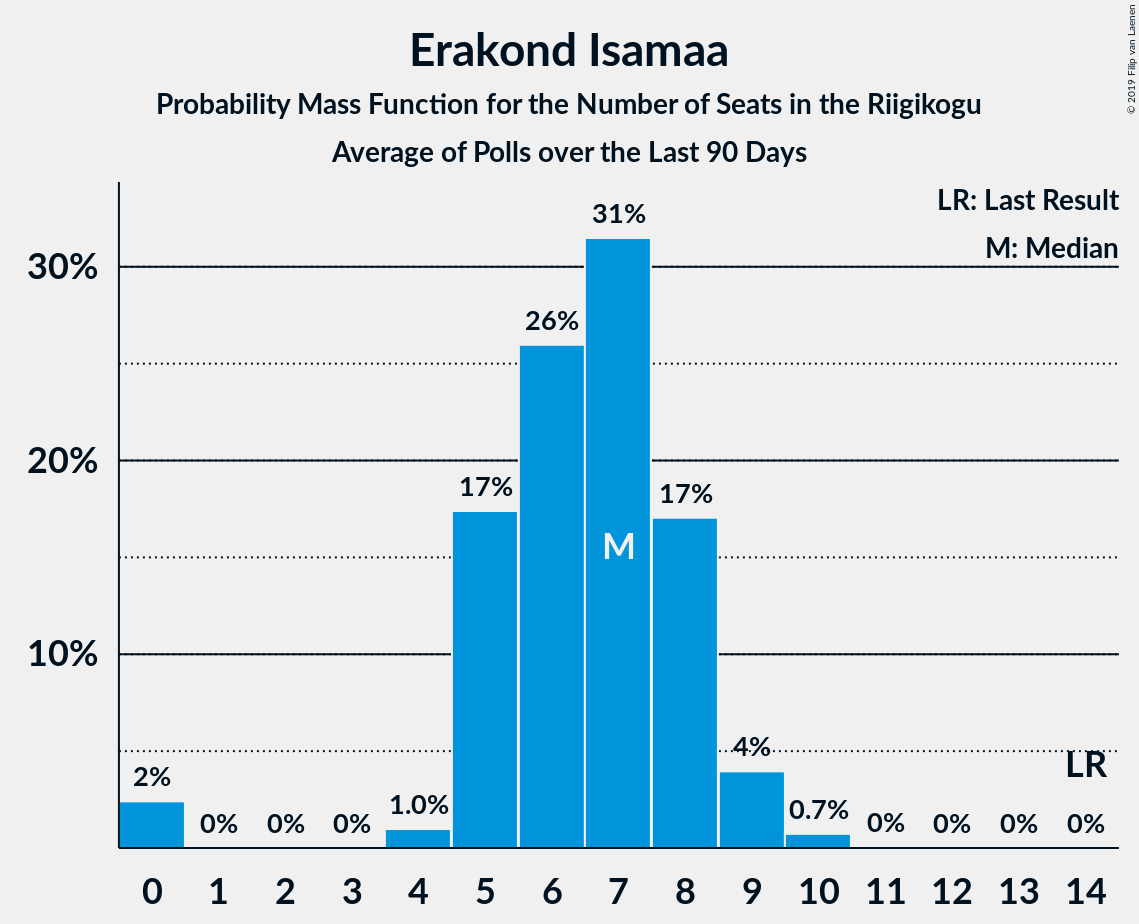 Erakond Isamaa
Probability Mass Function for the Number of Seats in the Riigikogu
Average of Polls over the Last 90 Days
© 2019 Filip van Laenen
LR: Last Result
M: Median
31%
30%
26%
20%
17%
17%
M
10%
4%
LR
2%
1.0%
0.7%
0%
0%
0%
0%
0%
0%
0%
0 1 2 3 4 5 6 7 8 9 10 11 12 13 14